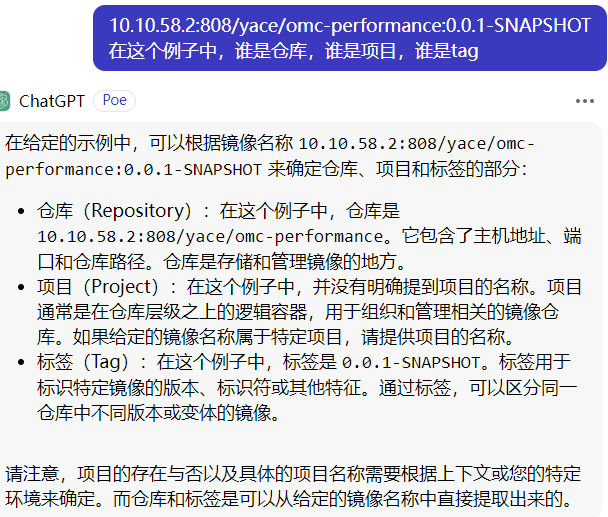 10.10.58.2:808/yace/omc-performance:0.0.1-SNAPSHOT
在这个例子中，谁是仓库，谁是项目，谁是tag
ChatGPT Poe
在给定的示例中，可以根据镜像名称 10.10.58.2:808/yace/omc-
performance:0.0.1-SNAPSHOT 来确定仓库、项目和标签的部分：
• 仓库（Repository）：在这个例子中，仓库是
10.10.58.2:808/yace/omc-performance。它包含了主机地址、端
口和仓库路径。仓库是存储和管理镜像的地方。
• 项目（Project）：在这个例子中，并没有明确提到项目的名称。项目
通常是在仓库层级之上的逻辑容器，用于组织和管理相关的镜像仓
库。如果给定的镜像名称属于特定项目，请提供项目的名称。
• 标签（Tag）：在这个例子中，标签是 0.0.1-SNAPSHOT。标签用于
标识特定镜像的版本、标识符或其他特征。通过标签，可以区分同一
仓库中不同版本或变体的镜像。
请注意，项目的存在与否以及具体的项目名称需要根据上下文或您的特定
环境来确定。而仓库和标签是可以从给定的镜像名称中直接提取出来的。